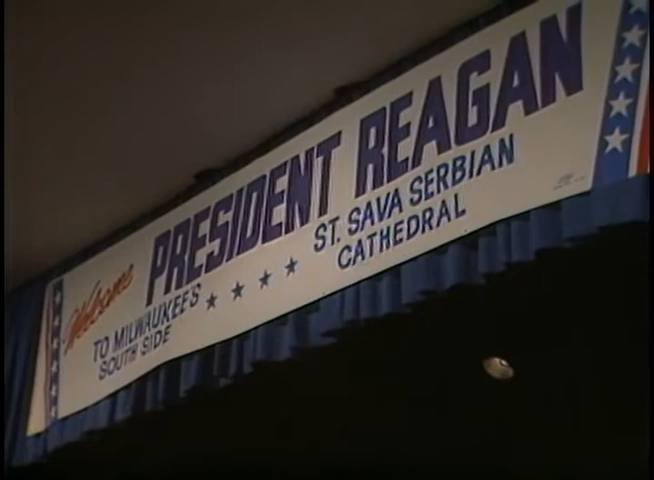 Welcome
PRESIDENT REAGAN
TO MILWAUKEE'S
SOUTH SIDE
ST. SAVA SERBIAN
CATHEDRAL